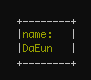 +--------+
|name:   |
|DaEun   |
+--------+